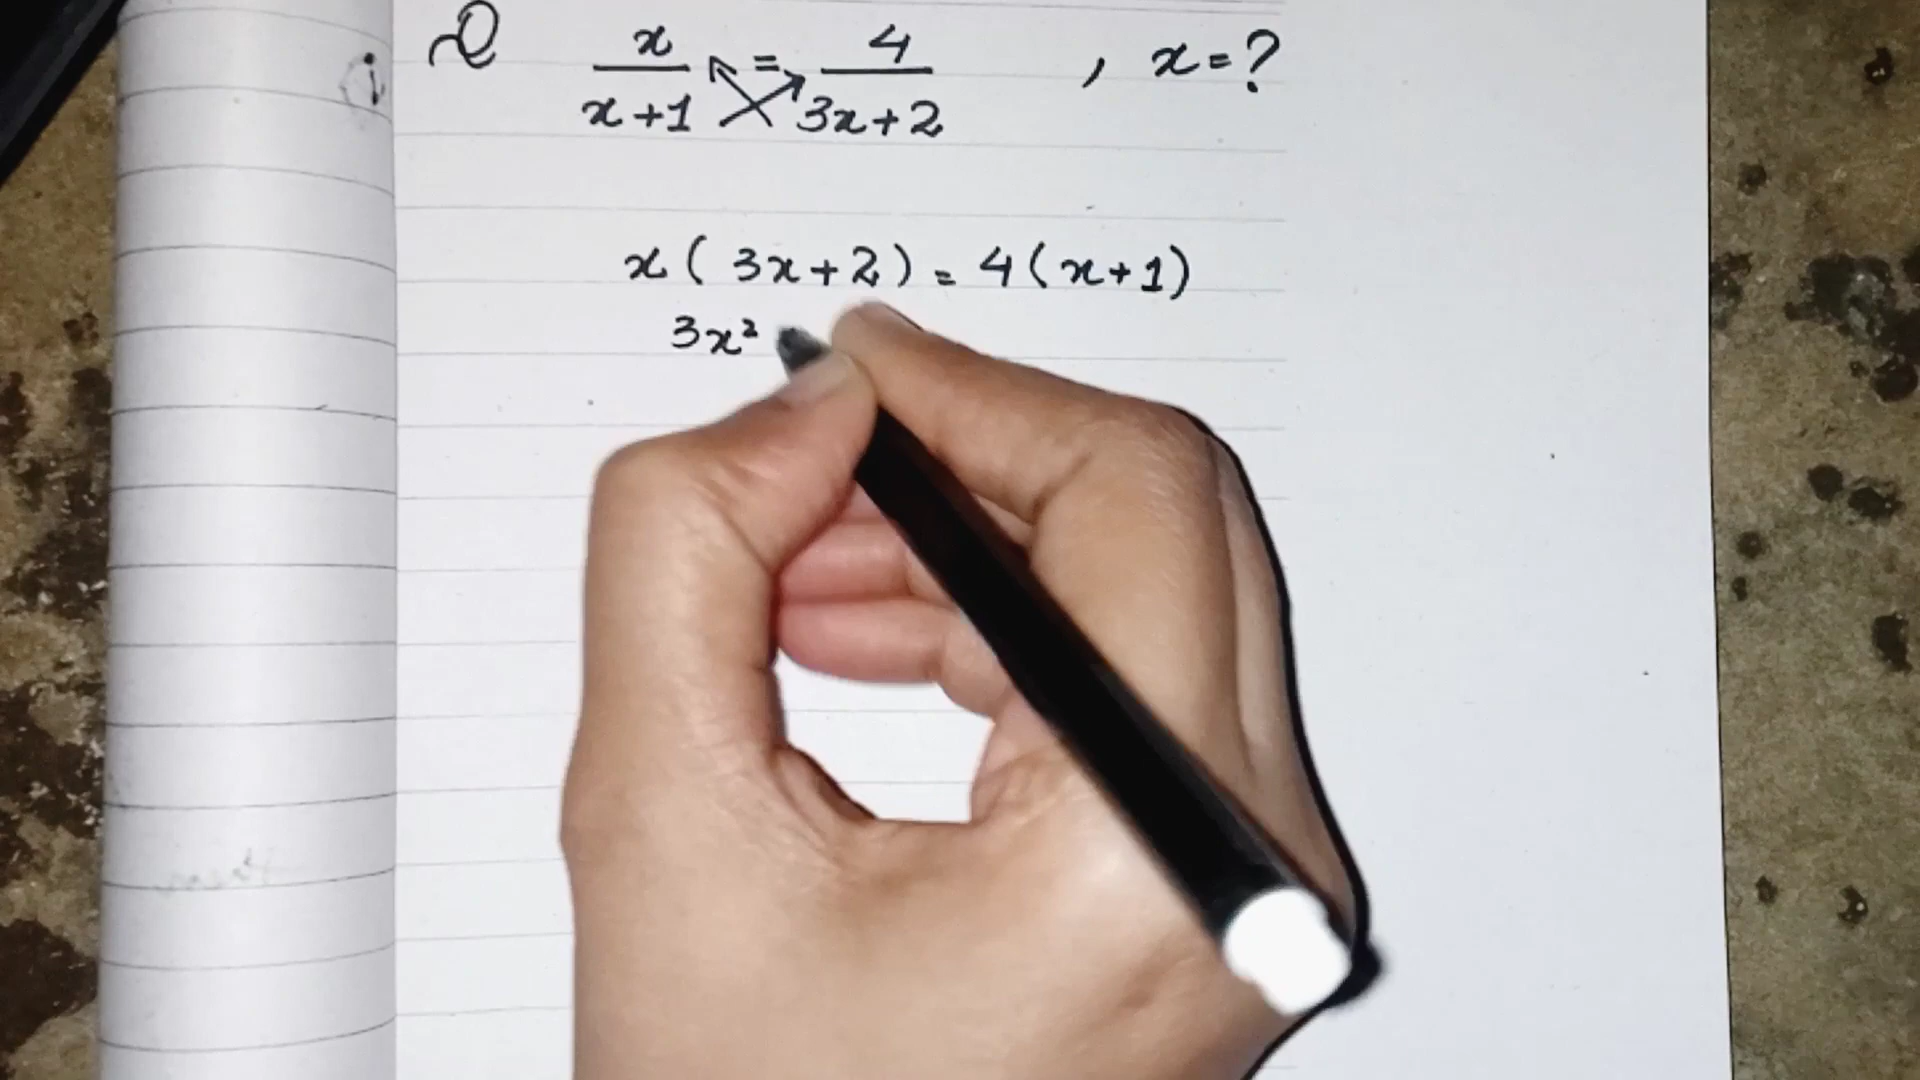 Q x/x+1 = 4/3x+2 , x=?
x(3x+2) = 4(x+1)
3x²